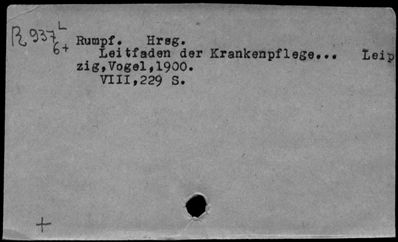 R 937 L
6+
Rumpf. Hrsg.
Leitfaden der Krankenpflege... Leip
zig,Vogel,1900.
VIII,229 S.
+